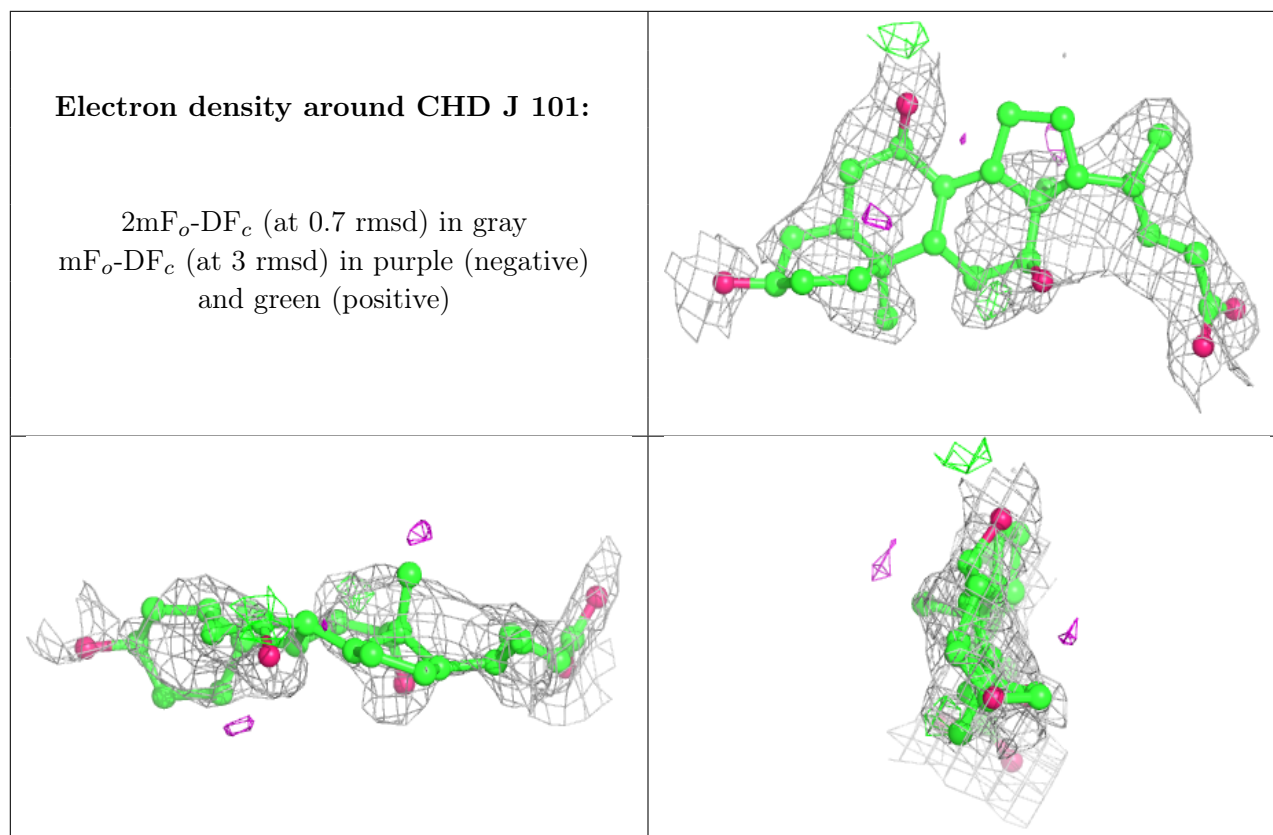 Electron density around CHD J 101:
2mFo-DFc (at 0.7 rmsd) in gray
mFo-DFc (at 3 rmsd) in purple (negative)
and green (positive)